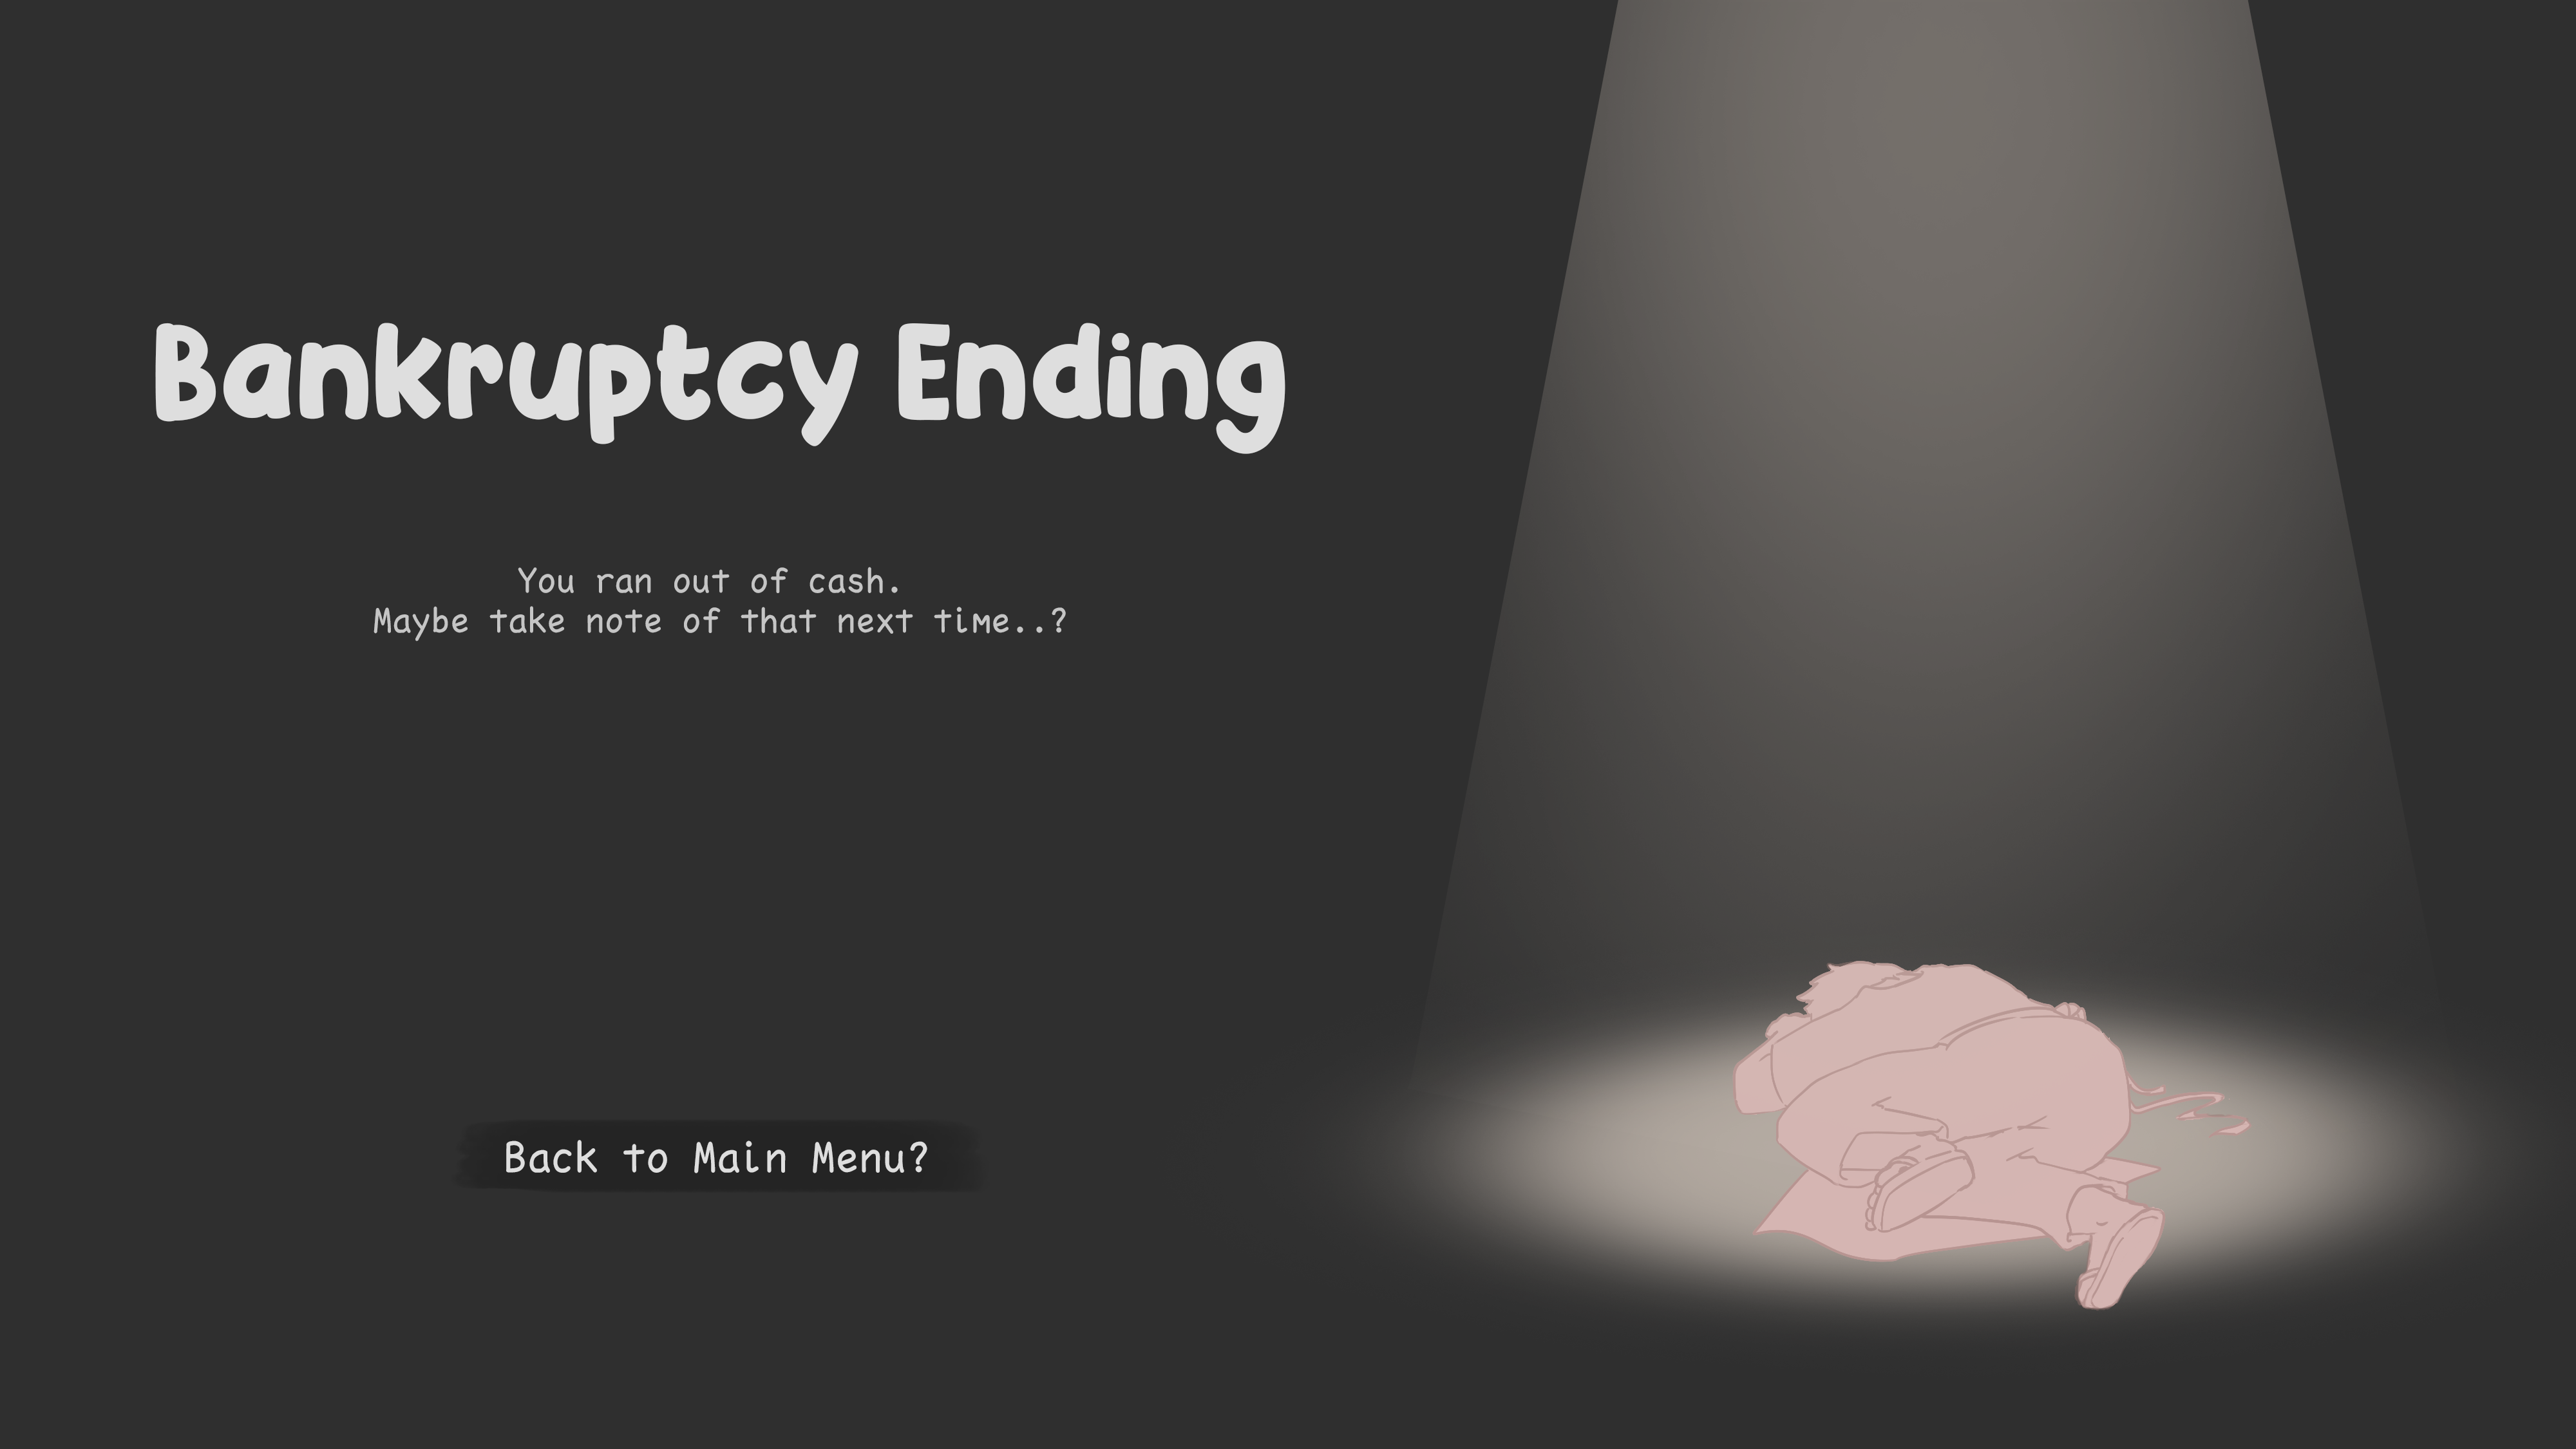 Bankruptcy Ending
You ran out of cash.
Maybe take note of that next time..?
Back to Main Menu?